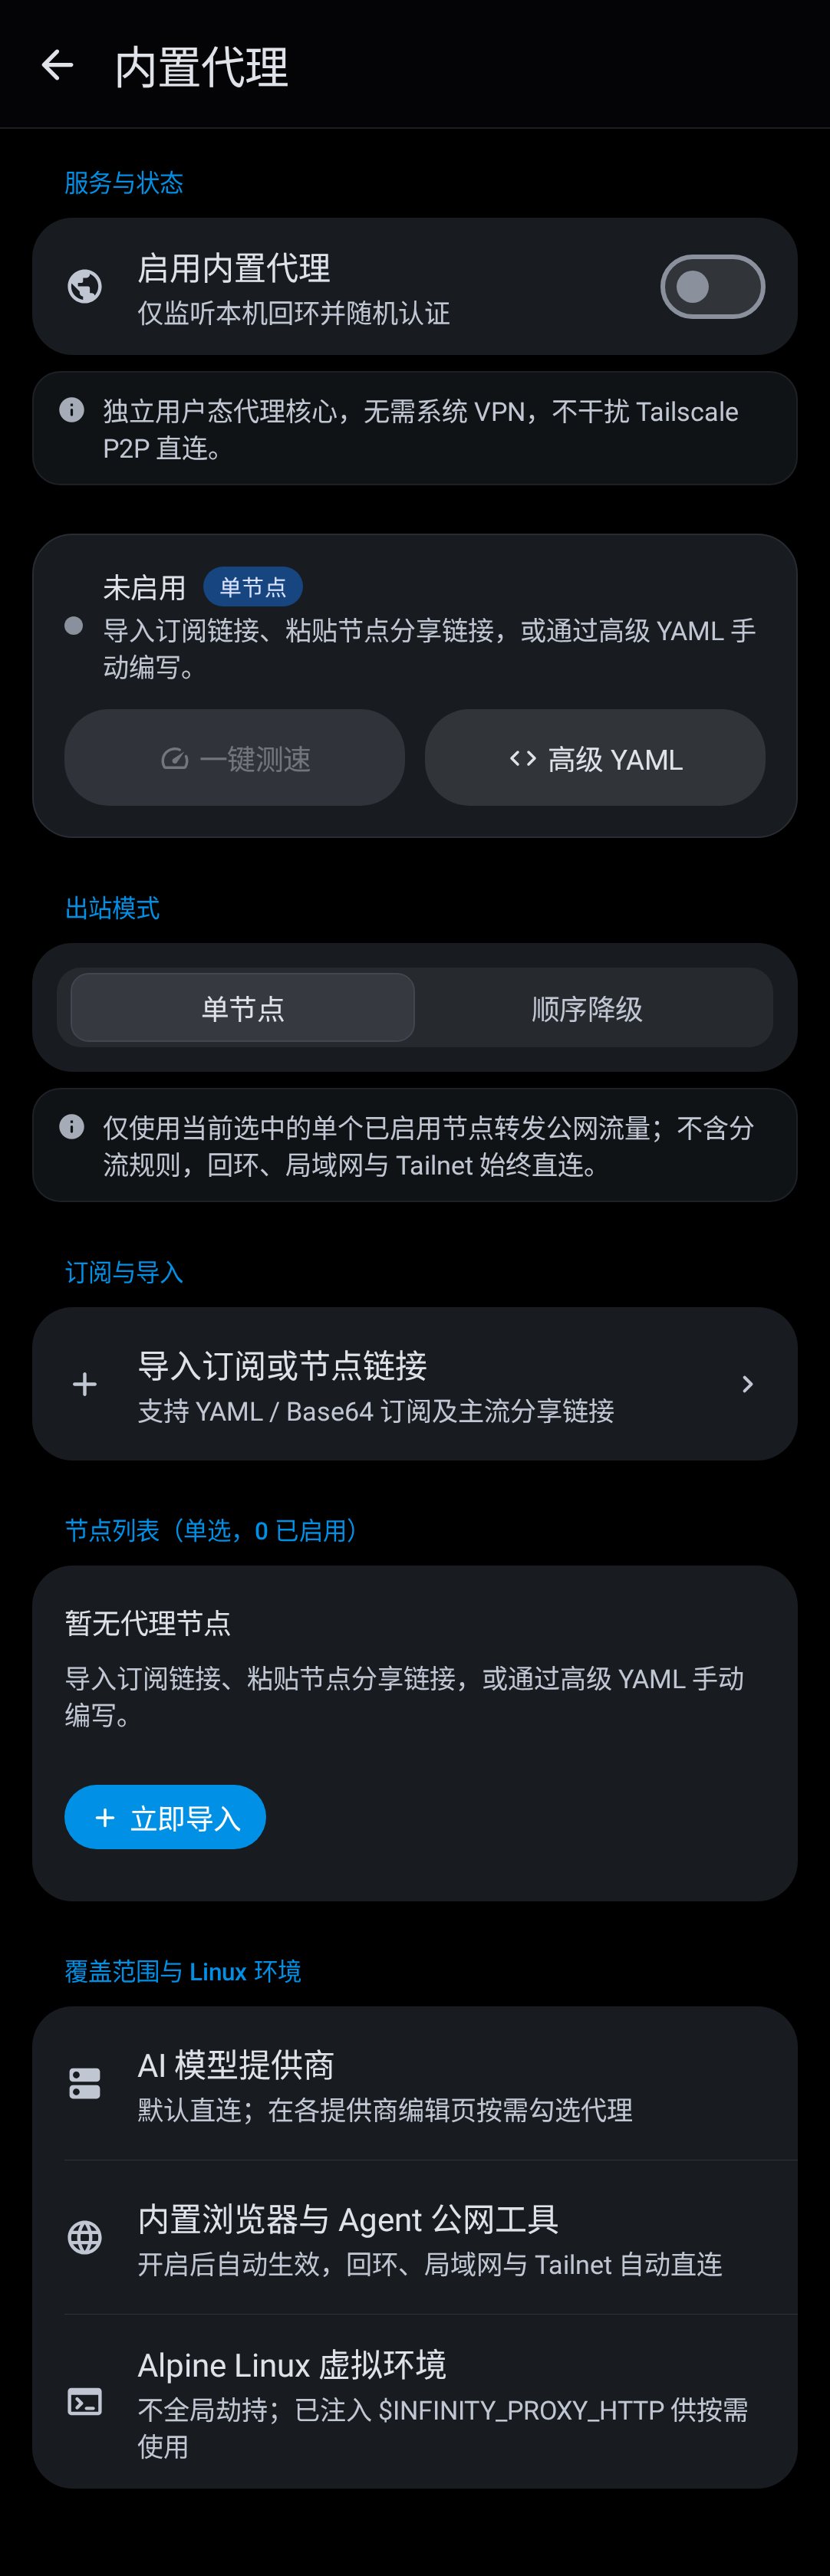 内置代理
服务与状态
启用内置代理
仅监听本机回环并随机认证
独立用户态代理核心，无需系统 VPN，不干扰 Tailscale
P2P 直连。
未启用 单节点
导入订阅链接、粘贴节点分享链接，或通过高级 YAML 手
动编写。
一键测速 高级 YAML
出站模式
单节点 顺序降级
仅使用当前选中的单个已启用节点转发公网流量；不含分
流规则，回环、局域网与 Tailnet 始终直连。
订阅与导入
导入订阅或节点链接
支持 YAML / Base64 订阅及主流分享链接
节点列表（单选，0 已启用）
暂无代理节点
导入订阅链接、粘贴节点分享链接，或通过高级 YAML 手动
编写。
立即导入
覆盖范围与 Linux 环境
AI 模型提供商
默认直连；在各提供商编辑页按需勾选代理
内置浏览器与 Agent 公网工具
开启后自动生效，回环、局域网与 Tailnet 自动直连
Alpine Linux 虚拟环境
不全局劫持；已注入 $INFINITY_PROXY_HTTP 供按需
使用